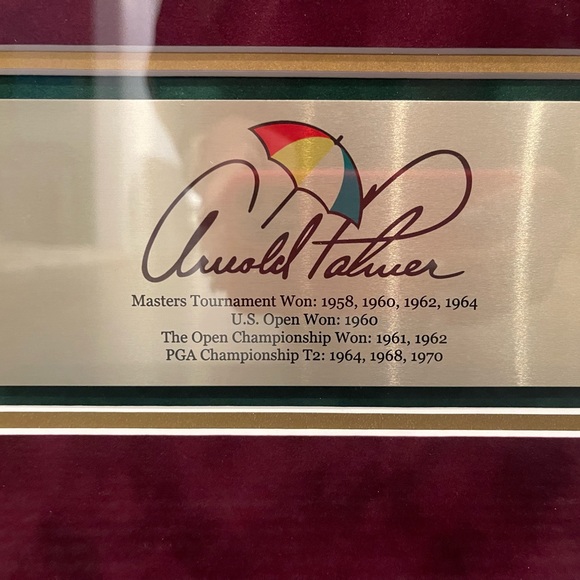 Arnold Palmer
Masters Tournament Won: 1958, 1960, 1962, 1964
U.S. Open Won: 1960
The Open Championship Won: 1961, 1962
PGA Championship T2: 1964, 1968, 1970